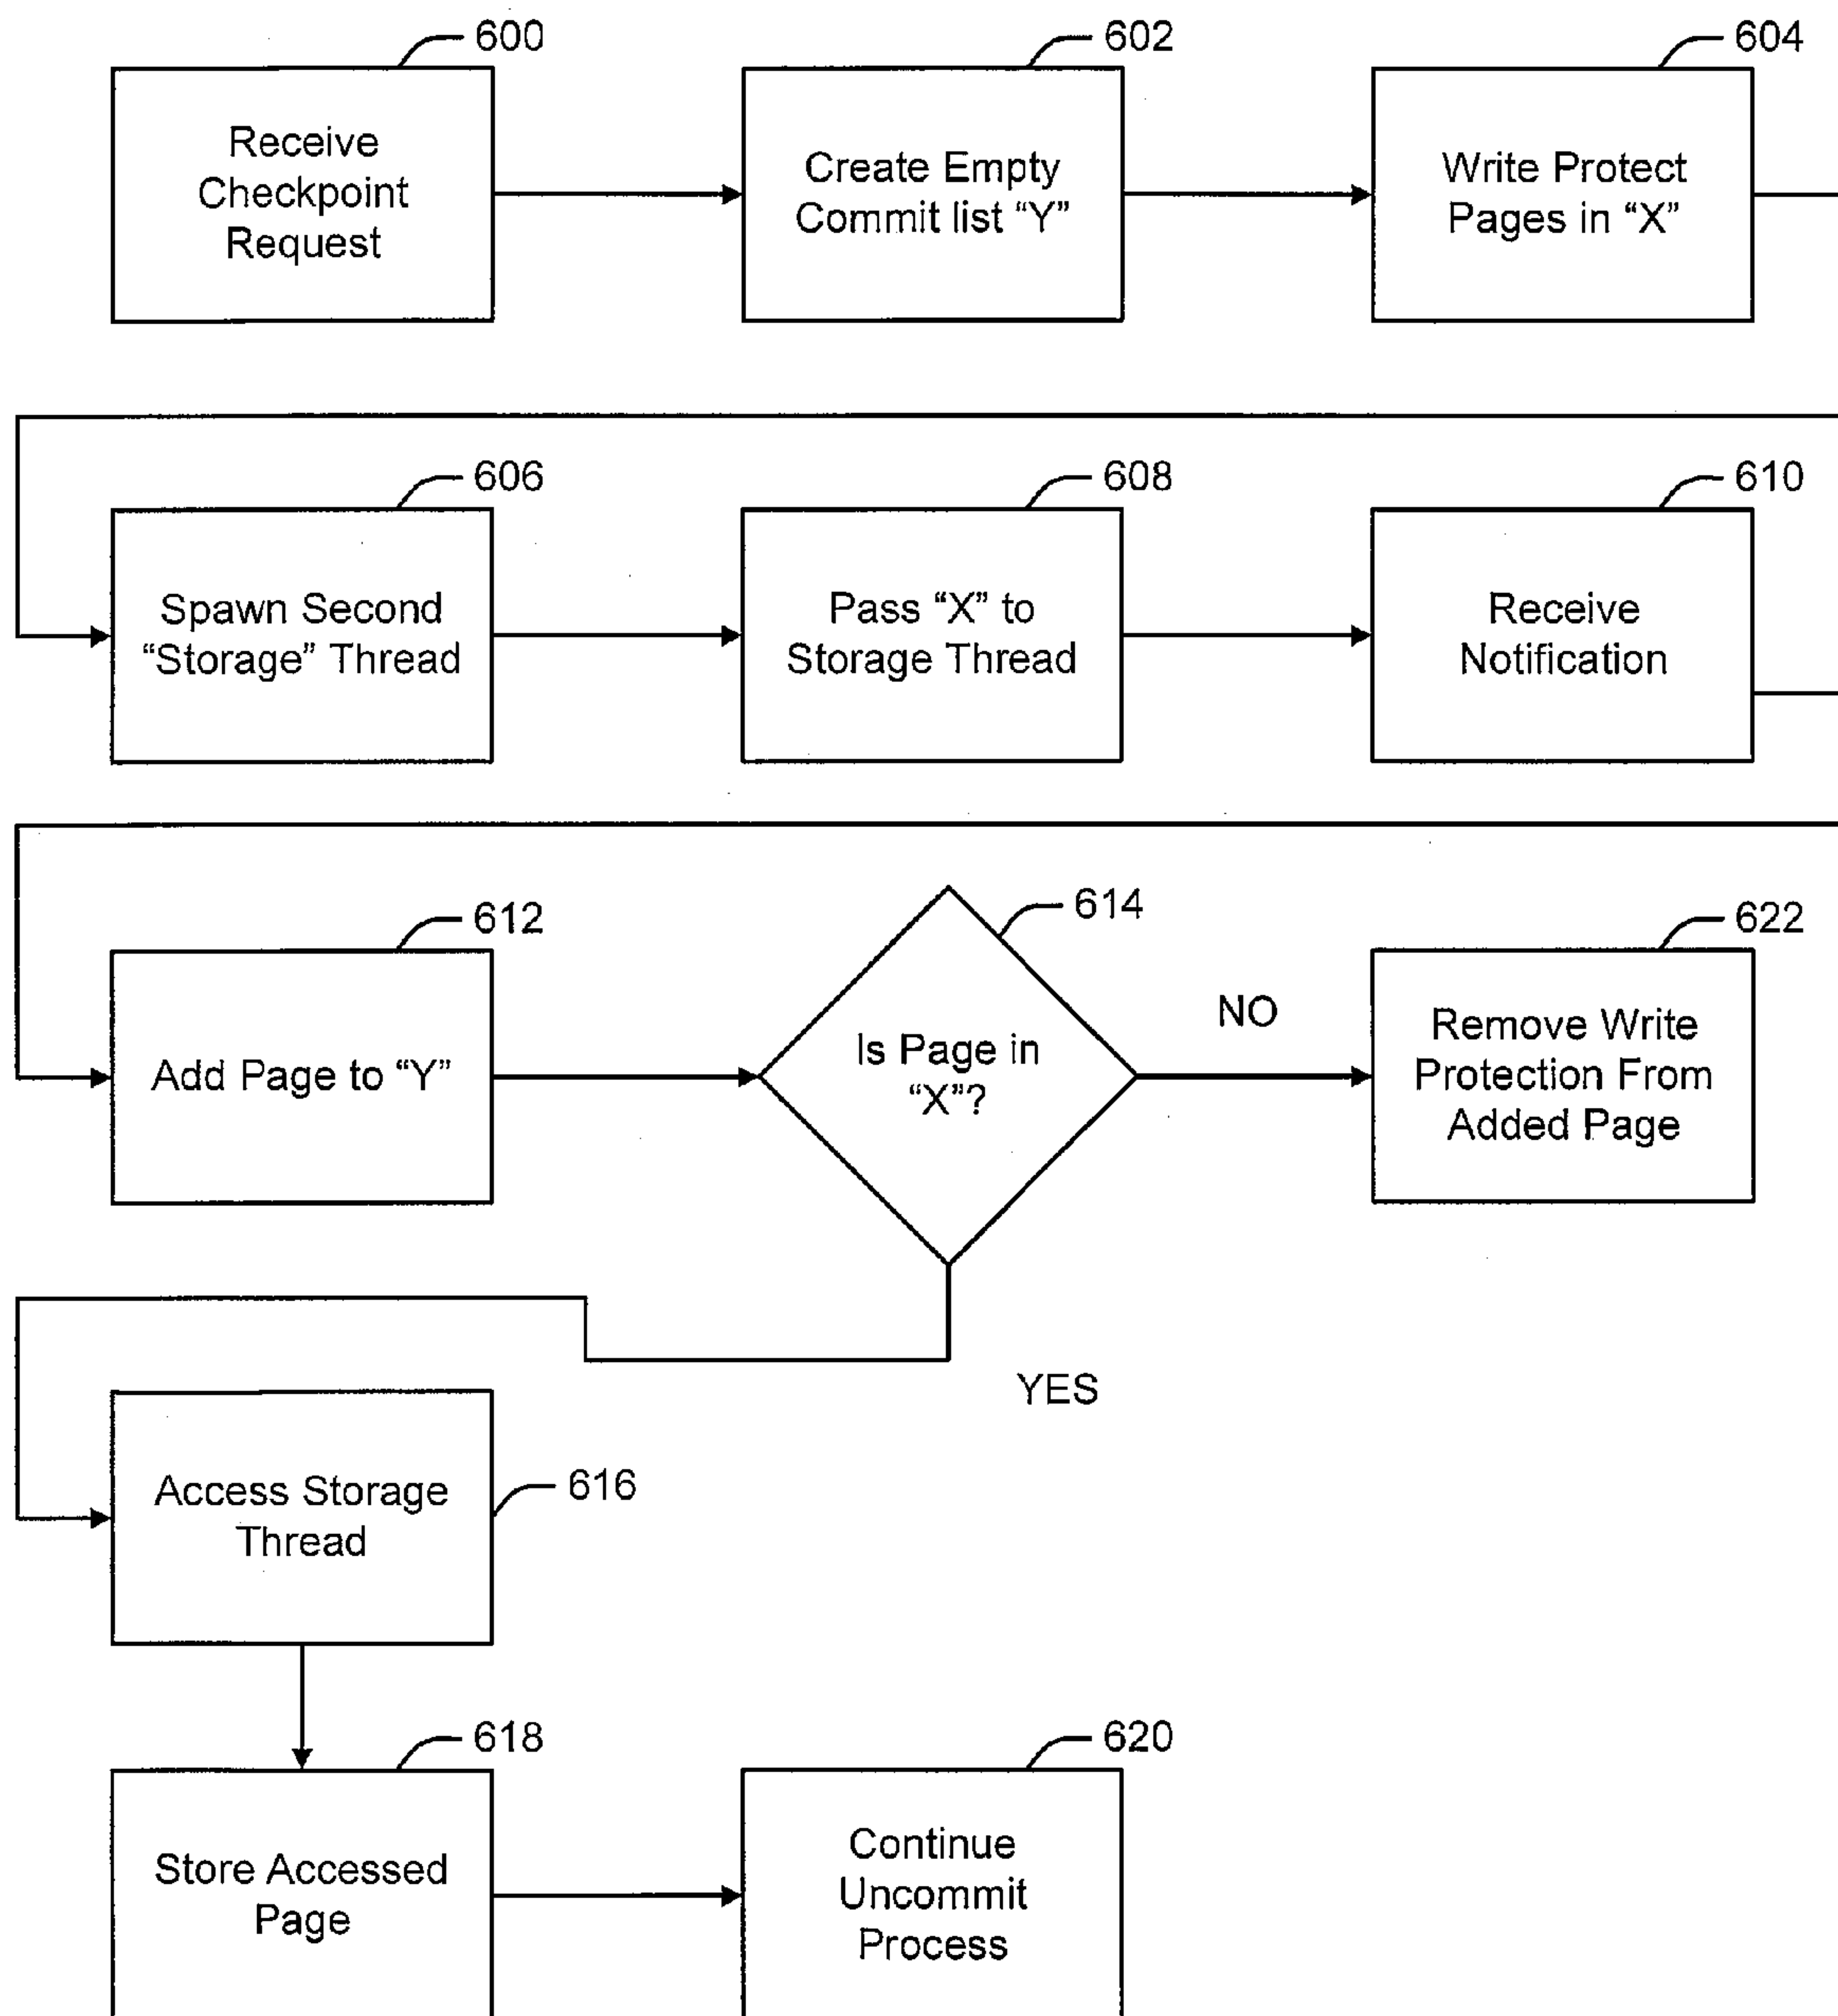 600
Receive
Checkpoint
Request
602
Create Empty
Commit list “Y”
604
Write Protect
Pages in “X”
606
Spawn Second
“Storage” Thread
608
Pass “X” to
Storage Thread
610
Receive
Notification
612
Add Page to “Y”
614
Is Page in
“X”?
NO
622
Remove Write
Protection From
Added Page
YES
Access Storage
Thread
616
618
Store Accessed
Page
620
Continue
Uncommit
Process